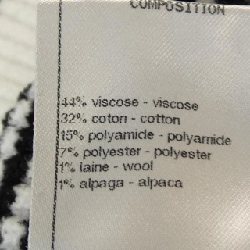 COMPOSITION
44% viscose - viscose
32% coton - cotton
15% polyamide - polyamide
7% polyester - polyester
1% laine - wool
1% alpaga - alpaca